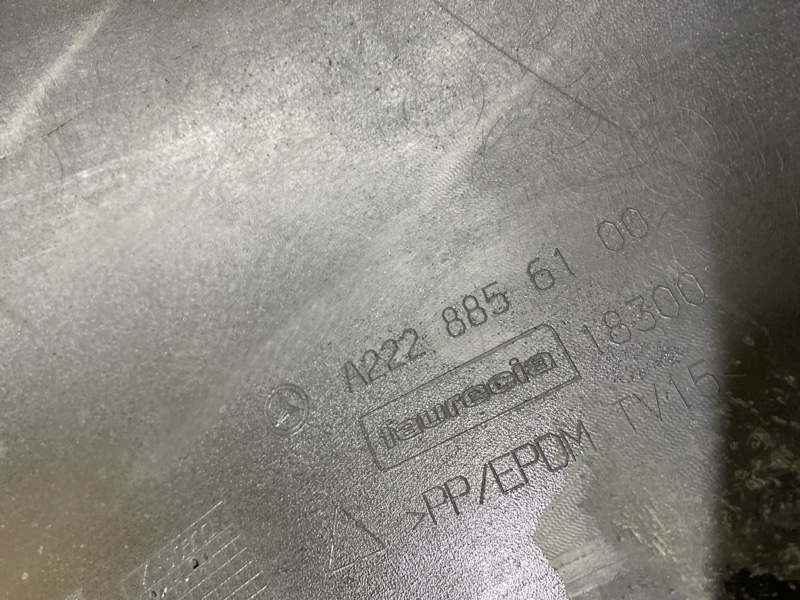 A222 885 61 00
faurecia 18300
>PP/EPDM TV15<